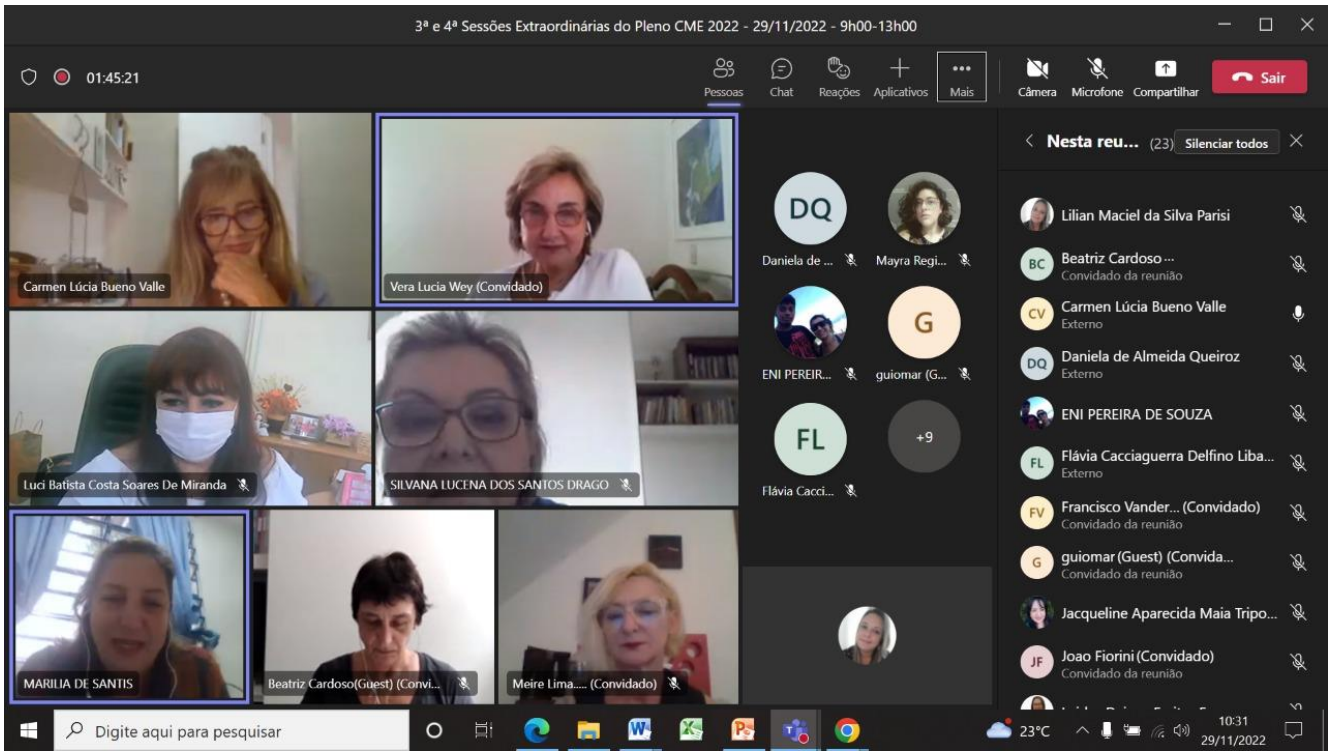 3ª e 4ª Sessões Extraordinárias do Pleno CME 2022 - 29/11/2022 - 9h00-13h00
01:45:21
Pessoas
Chat
Reações
Aplicativos
Mais
Câmera
Microfone
Compartilhar
Sair
Carmen Lúcia Bueno Valle
Vera Lucia Wey (Convidado)
Luci Batista Costa Soares De Miranda
SILVANA LUCENA DOS SANTOS DRAGO
MARILIA DE SANTIS
Beatriz Cardoso(Guest) (Convi...
Meire Lima..... (Convidado)
DQ
Daniela de ...
Mayra Regi...
ENI PEREIR...
G
guiomar (G...
FL
Flávia Cacci...
+9
Nesta reu... (23)
Silenciar todos
Lilian Maciel da Silva Parisi
BC
Beatriz Cardoso ...
Convidado da reunião
CV
Carmen Lúcia Bueno Valle
Externo
DQ
Daniela de Almeida Queiroz
Externo
ENI PEREIRA DE SOUZA
FL
Flávia Cacciaguerra Delfino Liba...
Externo
FV
Francisco Vander... (Convidado)
Convidado da reunião
G
guiomar (Guest) (Convida...
Convidado da reunião
Jacqueline Aparecida Maia Tripo...
JF
Joao Fiorini (Convidado)
Convidado da reunião
Digite aqui para pesquisar
23°C
10:31
29/11/2022